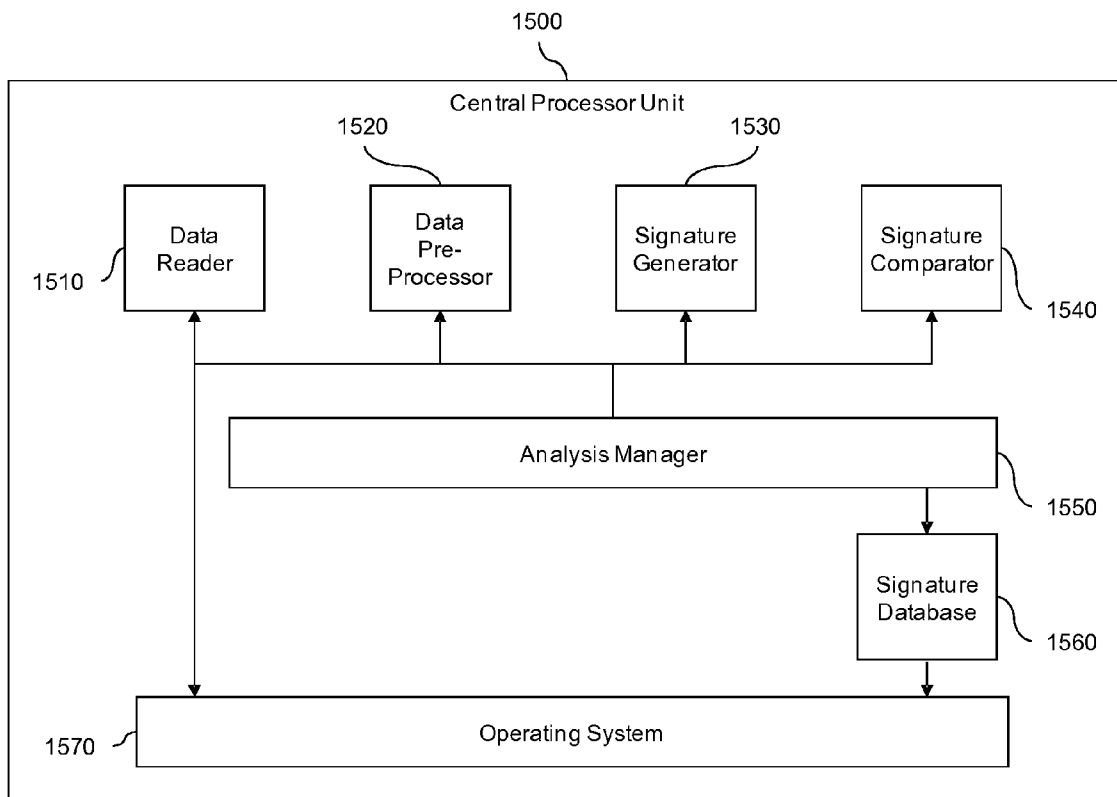 1500
Central Processor Unit
1520
1530
Data
Reader
Data
Pre-
Processor
Signature
Generator
Signature
Comparator
1510
1540
Analysis Manager
1550
Signature
Database
1560
Operating System
1570